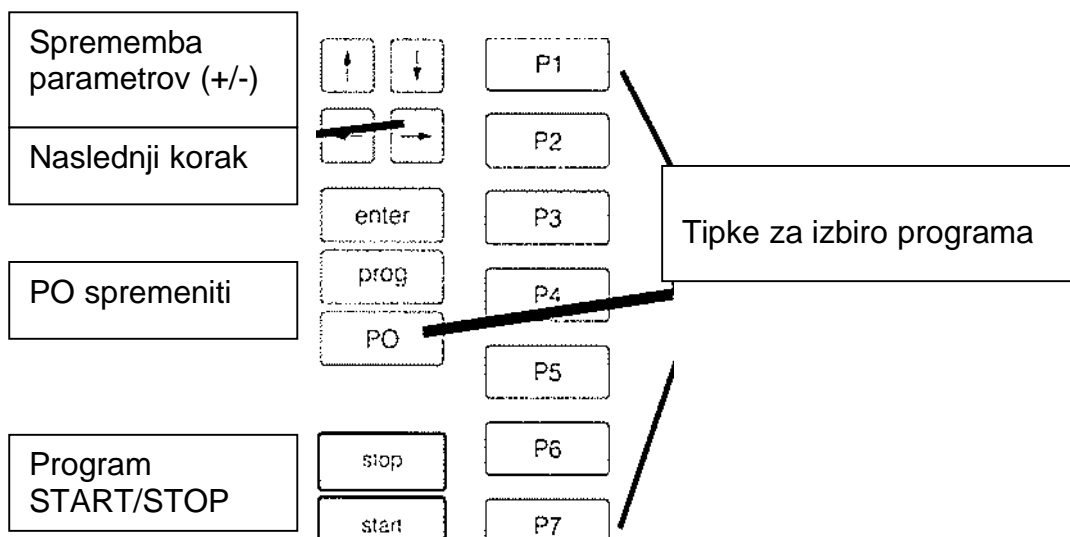 Sprememba
parametrov (+/-)
Naslednji korak
PO spremeniti
Program
START/STOP
enter
prog
PO
stop
start
P1
P2
P3
P4
P5
P6
P7
Tipke za izbiro programa